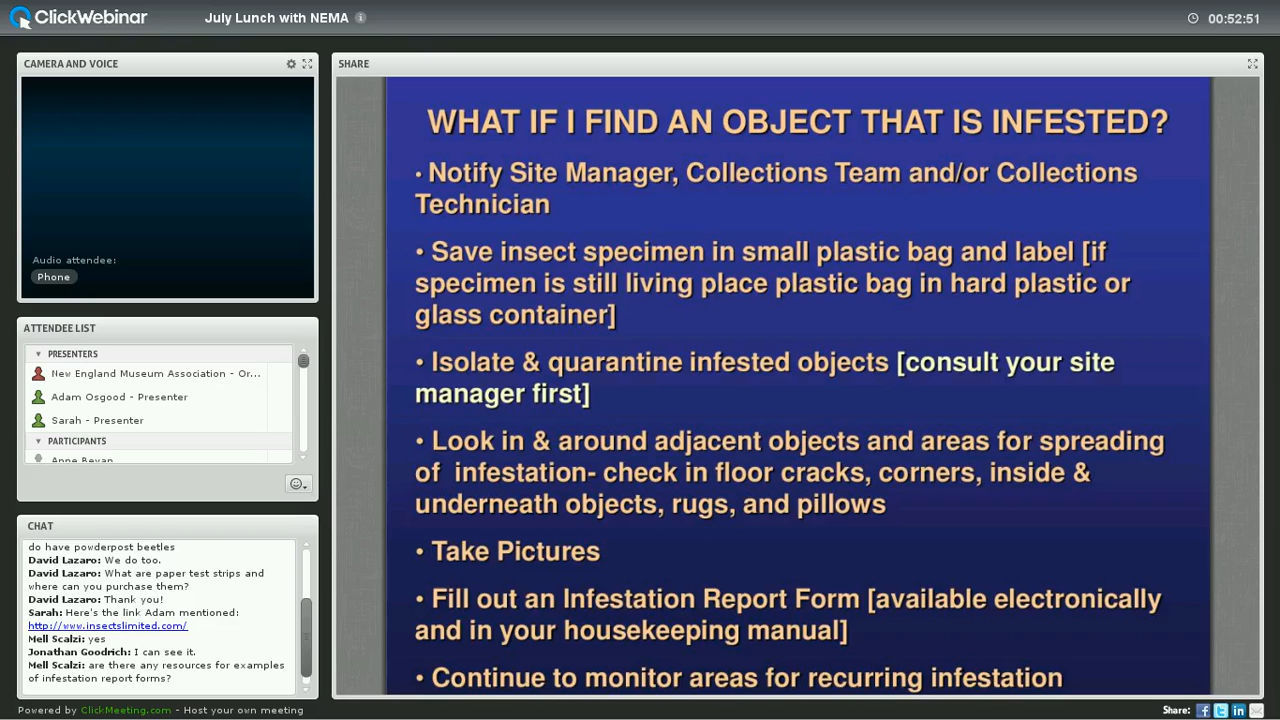 ClickWebinar
July Lunch with NEMA
00:52:51
CAMERA AND VOICE
Audio attendee:
Phone
ATTENDEE LIST
PRESENTERS
New England Museum Association - Or...
Adam Osgood - Presenter
Sarah - Presenter
PARTICIPANTS
Anne Bevan
CHAT
do have powderpost beetles
David Lazaro: We do too.
David Lazaro: What are paper test strips and
where can you purchase them?
David Lazaro: Thank you!
Sarah: Here's the link Adam mentioned:
http://www.insectslimited.com/
Mell Scalzi: yes
Jonathan Goodrich: I can see it.
Mell Scalzi: are there any resources for examples
of infestation report forms?
SHARE
WHAT IF I FIND AN OBJECT THAT IS INFESTED?
• Notify Site Manager, Collections Team and/or Collections
Technician
• Save insect specimen in small plastic bag and label [if
specimen is still living place plastic bag in hard plastic or
glass container]
• Isolate & quarantine infested objects [consult your site
manager first]
• Look in & around adjacent objects and areas for spreading
of infestation- check in floor cracks, corners, inside &
underneath objects, rugs, and pillows
• Take Pictures
• Fill out an Infestation Report Form [available electronically
and in your housekeeping manual]
• Continue to monitor areas for recurring infestation
Powered by ClickMeeting.com - Host your own meeting
Share: